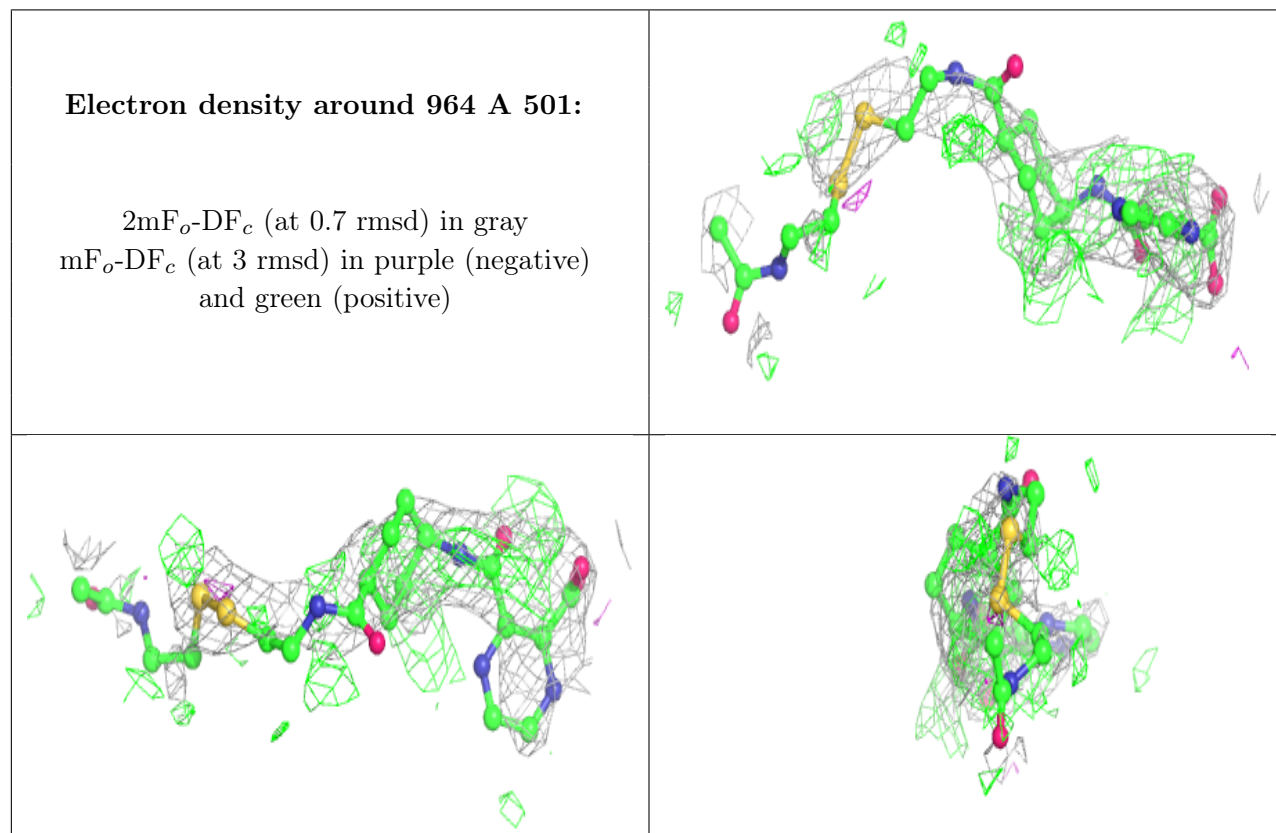 Electron density around 964 A 501:
2mFo-DFc (at 0.7 rmsd) in gray
mFo-DFc (at 3 rmsd) in purple (negative)
and green (positive)